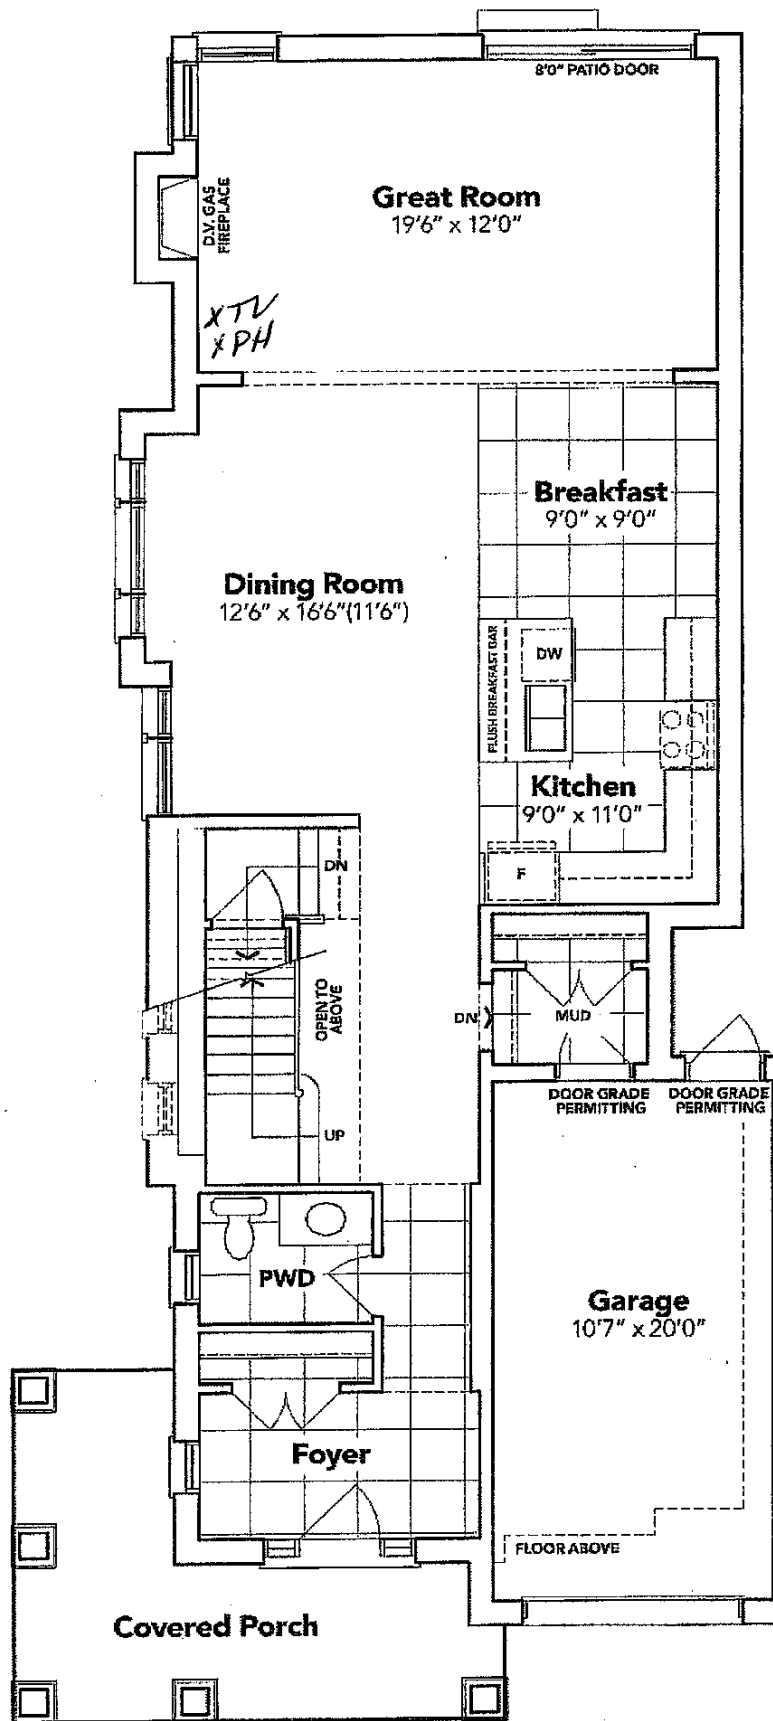 8'0" PATIO DOOR
Great Room
19'6" x 12'0"
D.V. GAS
FIREPLACE
x TV
x PH
Breakfast
9'0" x 9'0"
Dining Room
12'6" x 16'6"(11'6")
FLUSH BREAKFAST BAR
DW
Kitchen
9'0" x 11'0"
F
DN
OPEN TO
ABOVE
DN
MUD
DOOR GRADE
PERMITTING
DOOR GRADE
PERMITTING
UP
PWD
Garage
10'7" x 20'0"
Foyer
FLOOR ABOVE
Covered Porch